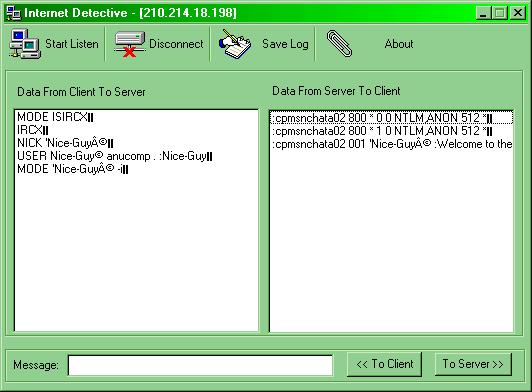 Internet Detective - [210.214.18.198]
Start Listen
Disconnect
Save Log
About
Data From Client To Server
MODE ISIRCX
IRCX
NICK 'Nice-GuyÂ©
USER Nice-Guy© anucomp . :Nice-Guy
MODE 'Nice-GuyÂ© -i
Data From Server To Client
:cpmsnchata02 800 * 0 0 NTLM,ANON 512 *
:cpmsnchata02 800 * 1 0 NTLM,ANON 512 *
:cpmsnchata02 001 'Nice-GuyÂ© :Welcome to the
Message:
<< To Client
To Server >>